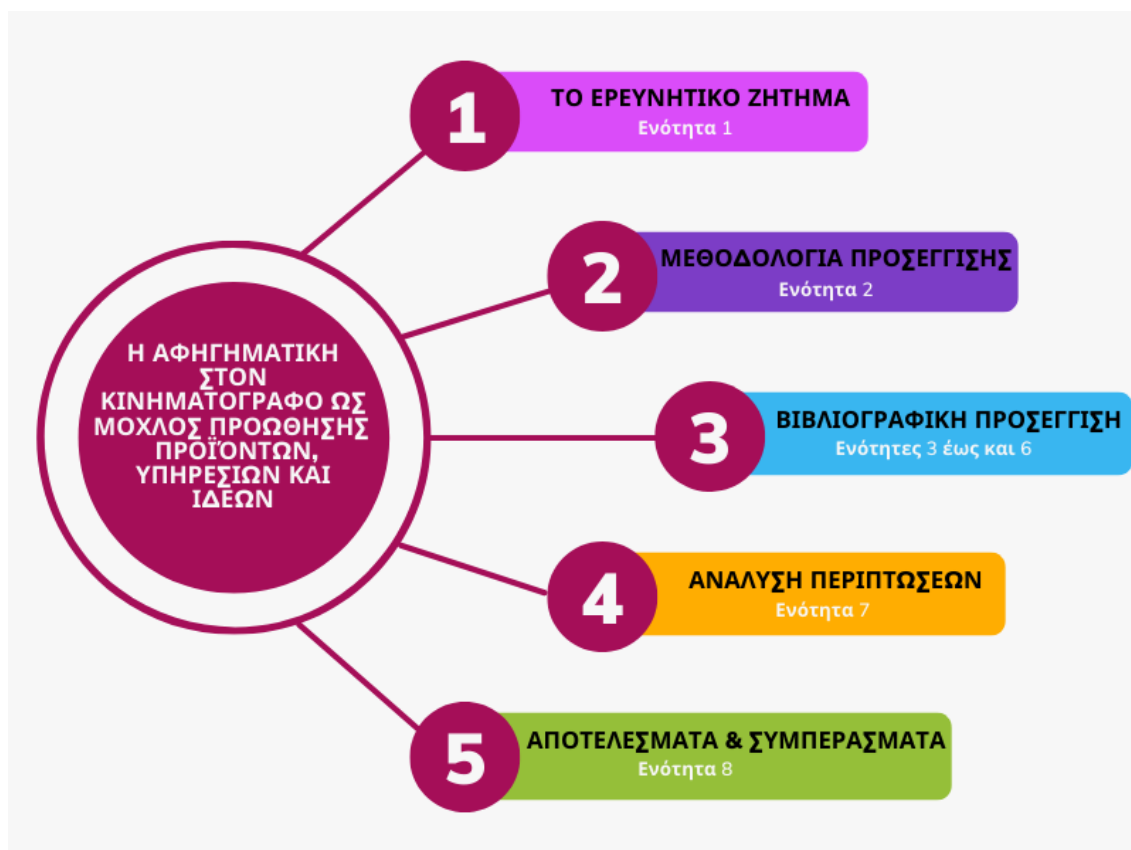 1
ΤΟ ΕΡΕΥΝΗΤΙΚΟ ΖΗΤΗΜΑ
Ενότητα 1
2
ΜΕΘΟΔΟΛΟΓΙΑ ΠΡΟΣΕΓΓΙΣΗΣ
Ενότητα 2
Η ΑΦΗΓΗΜΑΤΙΚΗ
ΣΤΟΝ
ΚΙΝΗΜΑΤΟΓΡΑΦΟ ΩΣ
ΜΟΧΛΟΣ ΠΡΟΩΘΗΣΗΣ
ΠΡΟΪΌΝΤΩΝ,
ΥΠΗΡΕΣΙΩΝ ΚΑΙ
ΙΔΕΩΝ
3
ΒΙΒΛΙΟΓΡΑΦΙΚΗ ΠΡΟΣΕΓΓΙΣΗ
Ενότητες 3 έως και 6
4
ΑΝΑΛΥΣΗ ΠΕΡΙΠΤΩΣΕΩΝ
Ενότητα 7
5
ΑΠΟΤΕΛΕΣΜΑΤΑ & ΣΥΜΠΕΡΑΣΜΑΤΑ
Ενότητα 8